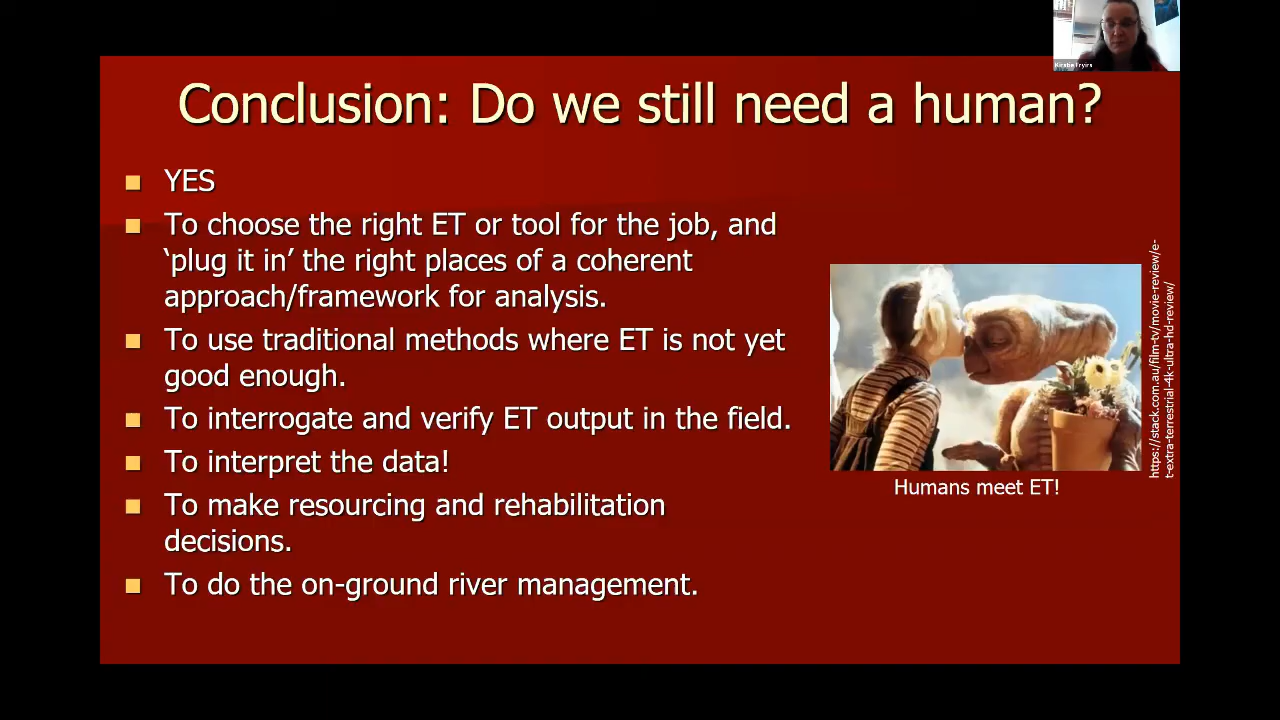 Kirstie Fryirs
Conclusion: Do we still need a human?
YES
To choose the right ET or tool for the job, and
‘plug it in’ the right places of a coherent
approach/framework for analysis.
To use traditional methods where ET is not yet
good enough.
To interrogate and verify ET output in the field.
To interpret the data!
To make resourcing and rehabilitation
decisions.
To do the on-ground river management.
https://stack.com.au/film-tv/movie-review/e-
t-extra-terrestrial-4k-ultra-hd-review/
Humans meet ET!